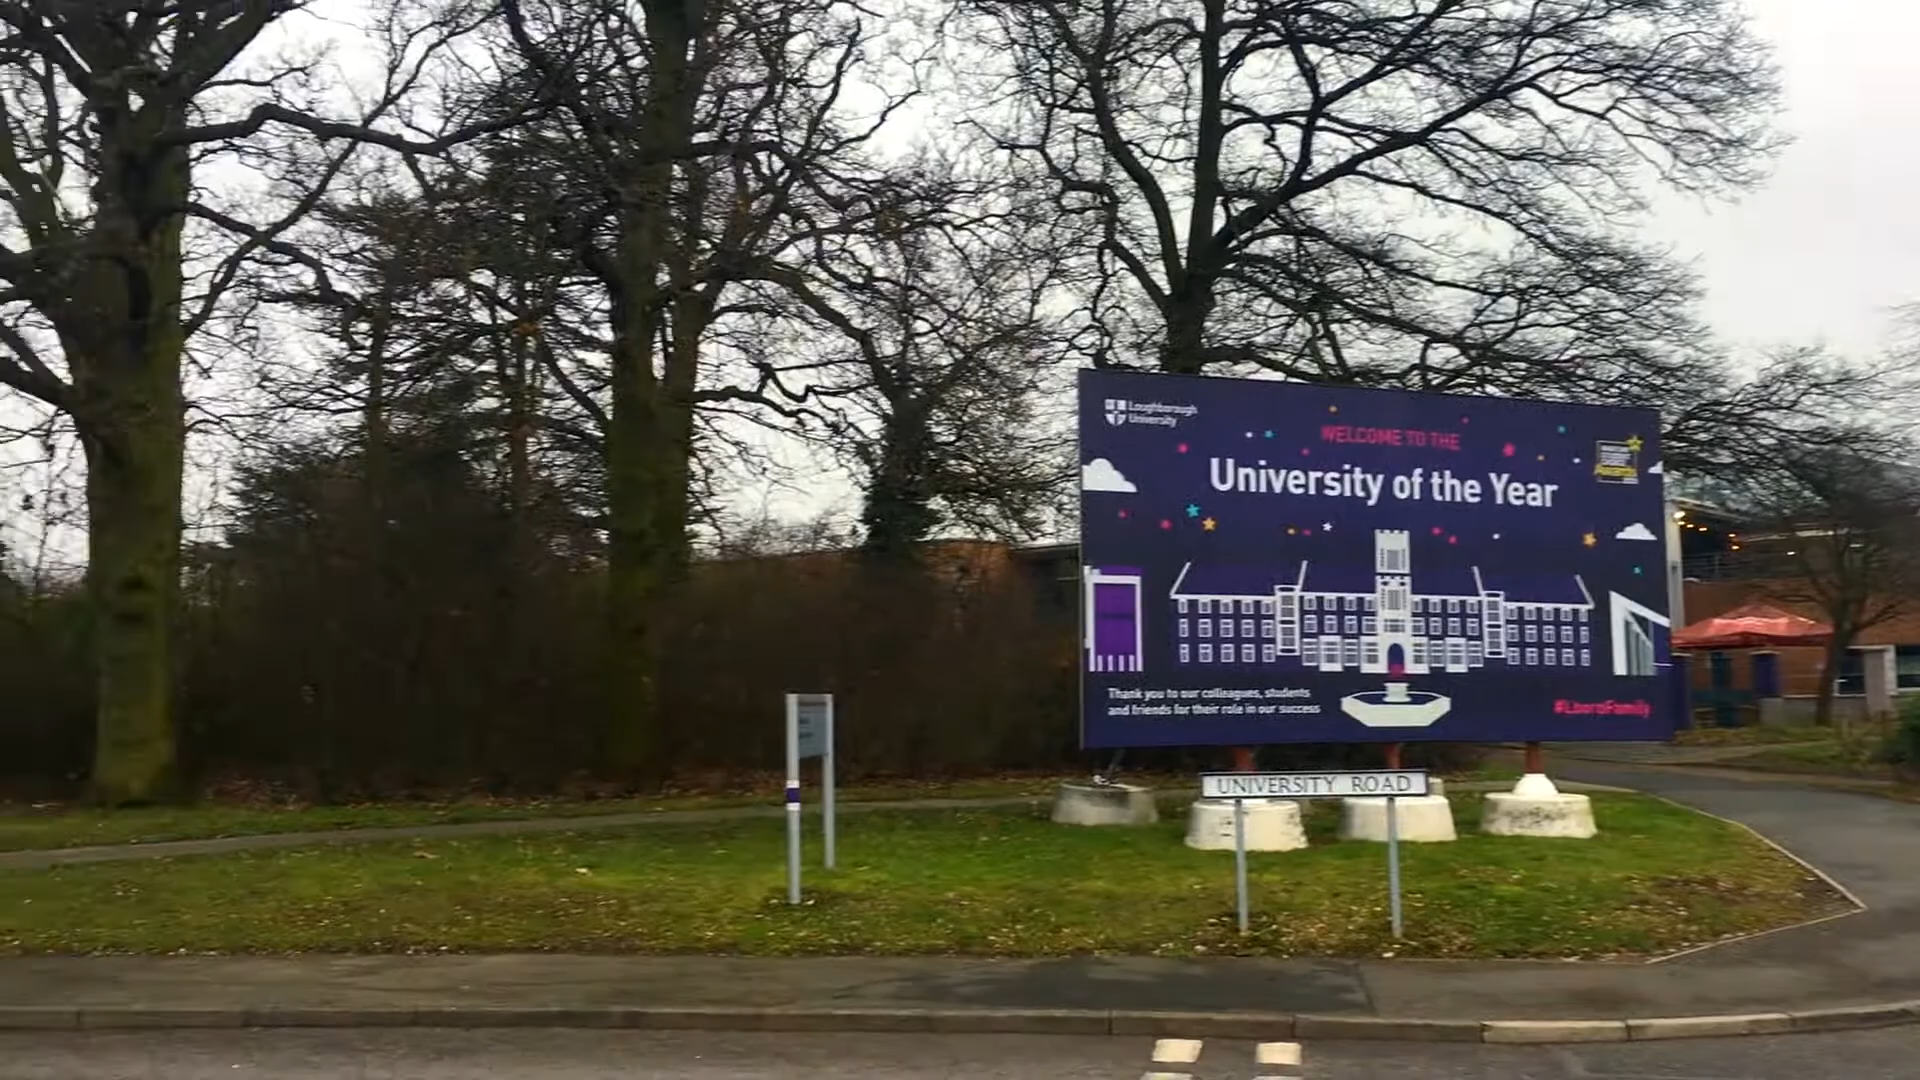 Loughborough
University
WELCOME TO THE
University of the Year
Awards
Thank you to our colleagues, students
and friends for their role in our success
#LboroFamily
UNIVERSITY ROAD